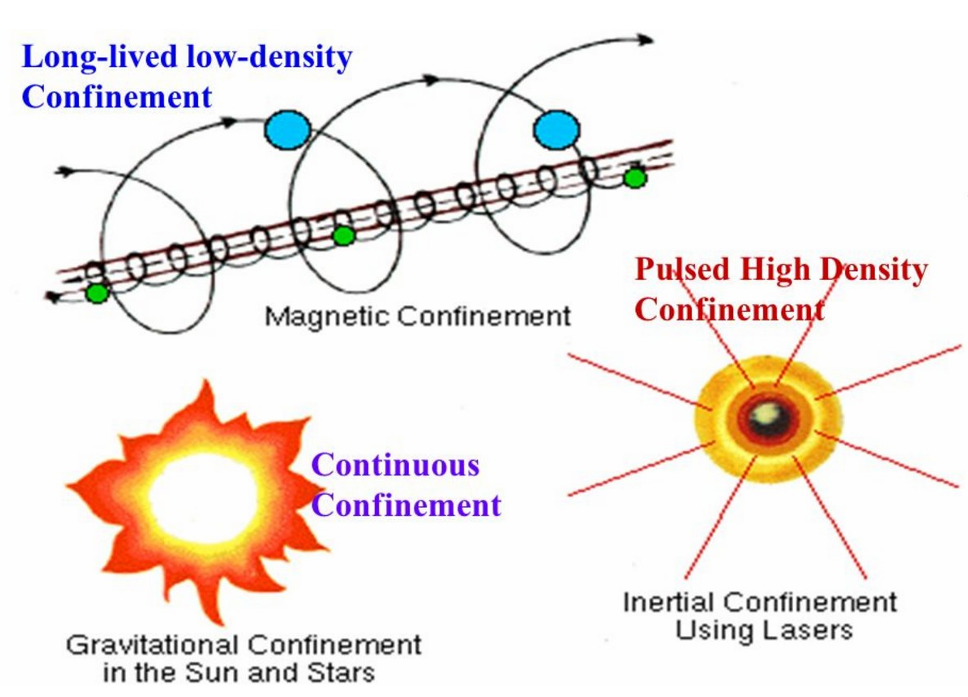 Long-lived low-density
Confinement
Magnetic Confinement
Pulsed High Density
Confinement
Continuous
Confinement
Gravitational Confinement
in the Sun and Stars
Inertial Confinement
Using Lasers